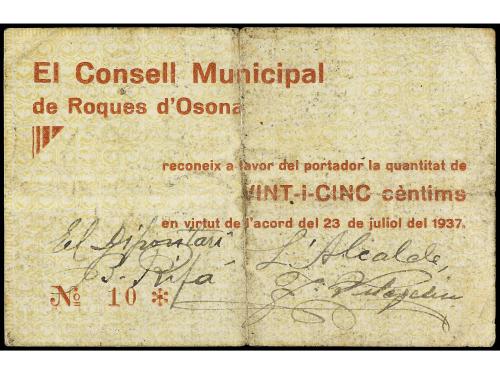 El Consell Municipal
de Roques d'Osona
reconeix a favor del portador la quantitat de
VINT-i-CINC cèntims
en virtut de l'acord del 23 de juliol del 1937.
El Dipositari
L'Alcalde,
Rifá
№ 10 *